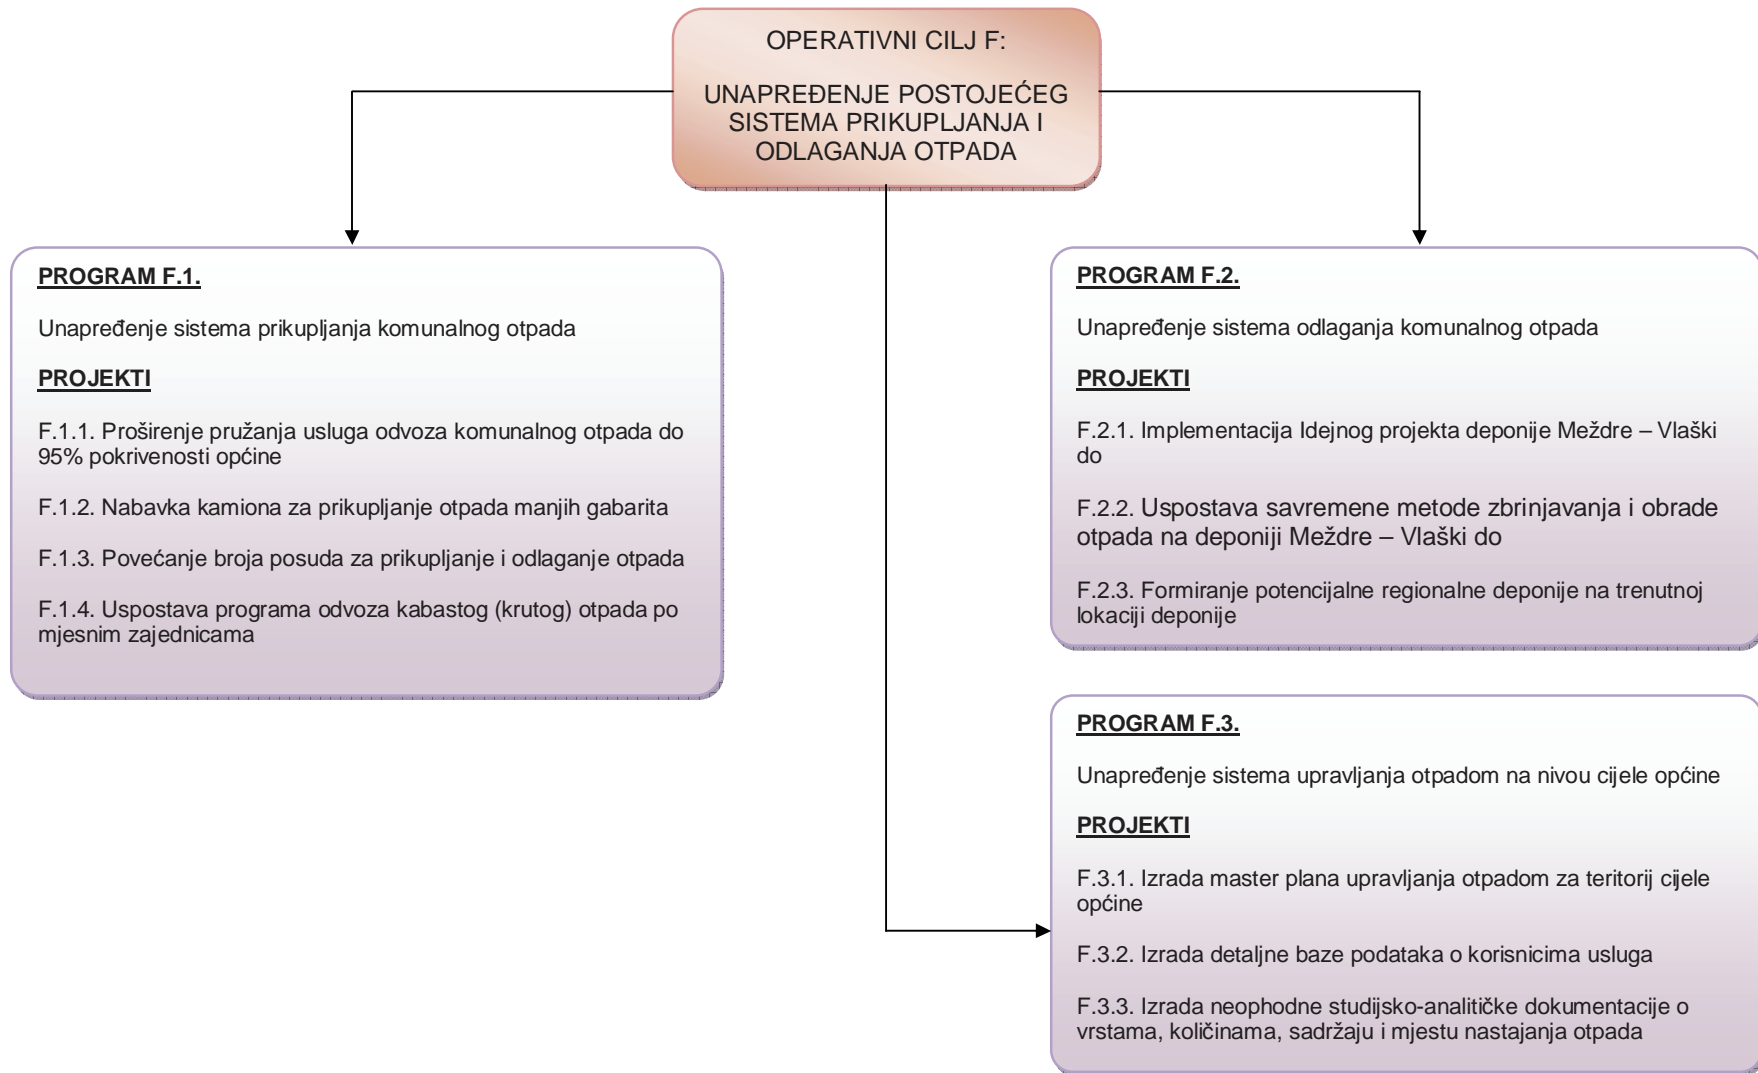 OPERATIVNI CILJ F:
UNAPREĐENJE POSTOJEĆEG
SISTEMA PRIKUPLJANJA I
ODLAGANJA OTPADA
PROGRAM F.1.
Unapređenje sistema prikupljanja komunalnog otpada
PROJEKTI
F.1.1. Proširenje pružanja usluga odvoza komunalnog otpada do
95% pokrivenosti općine
F.1.2. Nabavka kamiona za prikupljanje otpada manjih gabarita
F.1.3. Povećanje broja posuda za prikupljanje i odlaganje otpada
F.1.4. Uspostava programa odvoza kabastog (krutog) otpada po
mjesnim zajednicama
PROGRAM F.2.
Unapređenje sistema odlaganja komunalnog otpada
PROJEKTI
F.2.1. Implementacija Idejnog projekta deponije Meždre – Vlaški
do
F.2.2. Uspostava savremene metode zbrinjavanja i obrade
otpada na deponiji Meždre – Vlaški do
F.2.3. Formiranje potencijalne regionalne deponije na trenutnoj
lokaciji deponije
PROGRAM F.3.
Unapređenje sistema upravljanja otpadom na nivou cijele općine
PROJEKTI
F.3.1. Izrada master plana upravljanja otpadom za teritorij cijele
općine
F.3.2. Izrada detaljne baze podataka o korisnicima usluga
F.3.3. Izrada neophodne studijsko-analitičke dokumentacije o
vrstama, količinama, sadržaju i mjestu nastajanja otpada